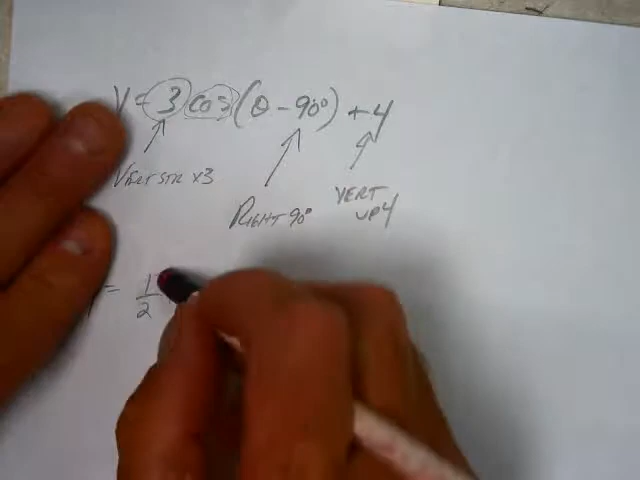 y = 3 cos (θ - 90°) + 4
VERT STR x3
RIGHT 90°
VERT
UP 4
= 1/2